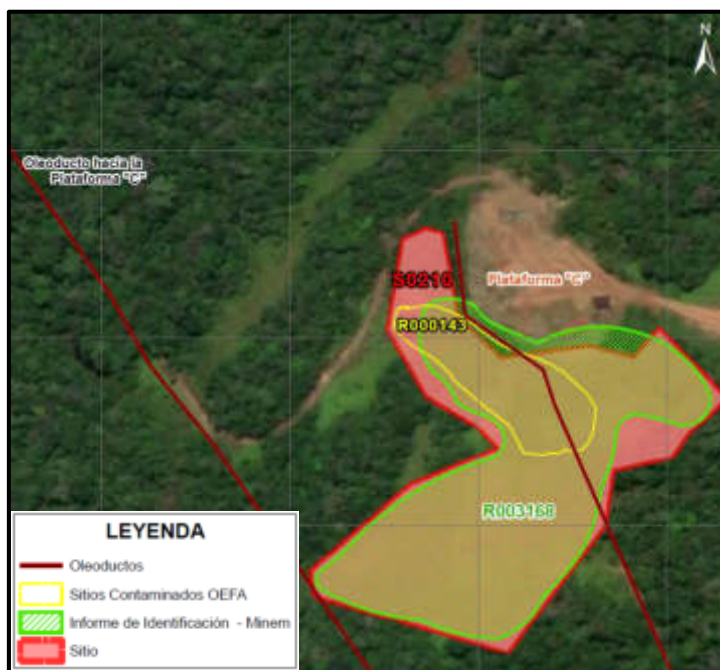 N
Oleoducto hacia la
Plataforma "C"
S0210
Plataforma "C"
R000143
R003168
LEYENDA
Oleoductos
Sitios Contaminados OEFA
Informe de Identificación - Minem
Sitio